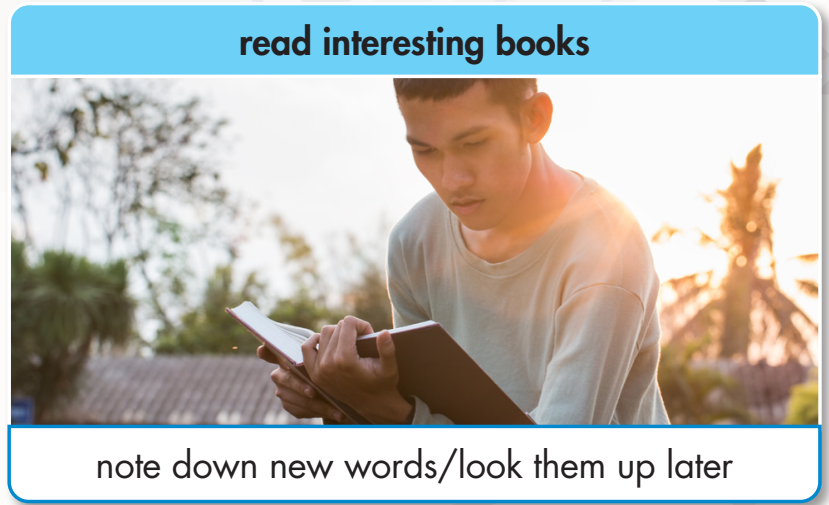 read interesting books
note down new words/look them up later